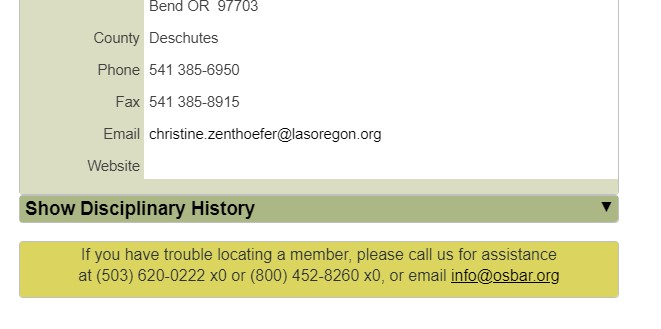 Bend OR  97703
County Deschutes
Phone 541 385-6950
Fax 541 385-8915
Email christine.zenthoefer@lasoregon.org
Website
Show Disciplinary History ▼
If you have trouble locating a member, please call us for assistance
at (503) 620-0222 x0 or (800) 452-8260 x0, or email info@osbar.org